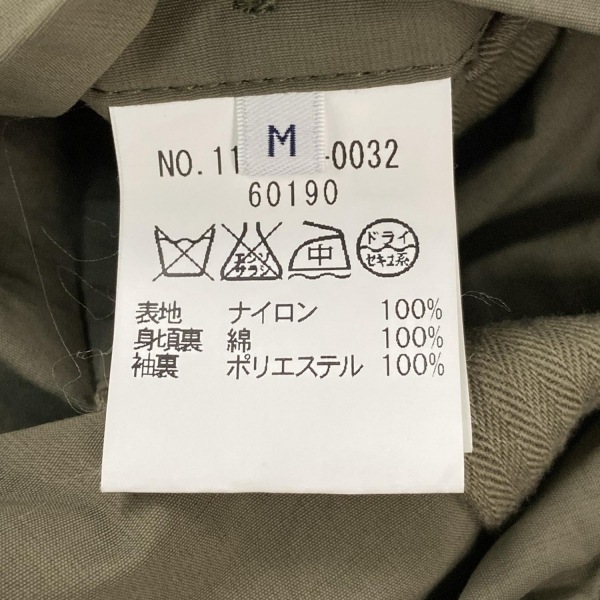 M
NO.11 -0032
60190
エンソ
サラシ
中
ドライ
セキユ系
表地 ナイロン 100%
身頃裏 綿 100%
袖裏 ポリエステル 100%